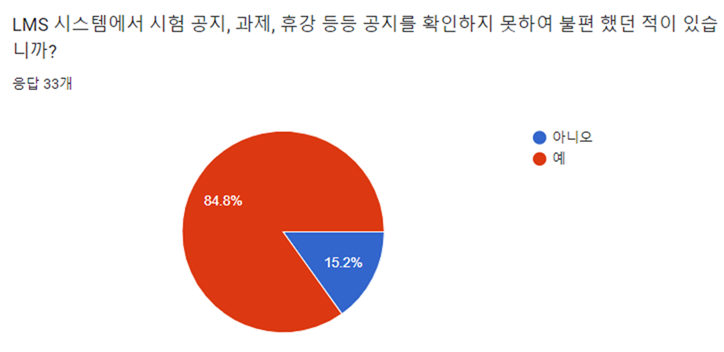 LMS 시스템에서 시험 공지, 과제, 휴강 등등 공지를 확인하지 못하여 불편 했던 적이 있습
니까?
응답 33개
아니오
예
84.8%
15.2%